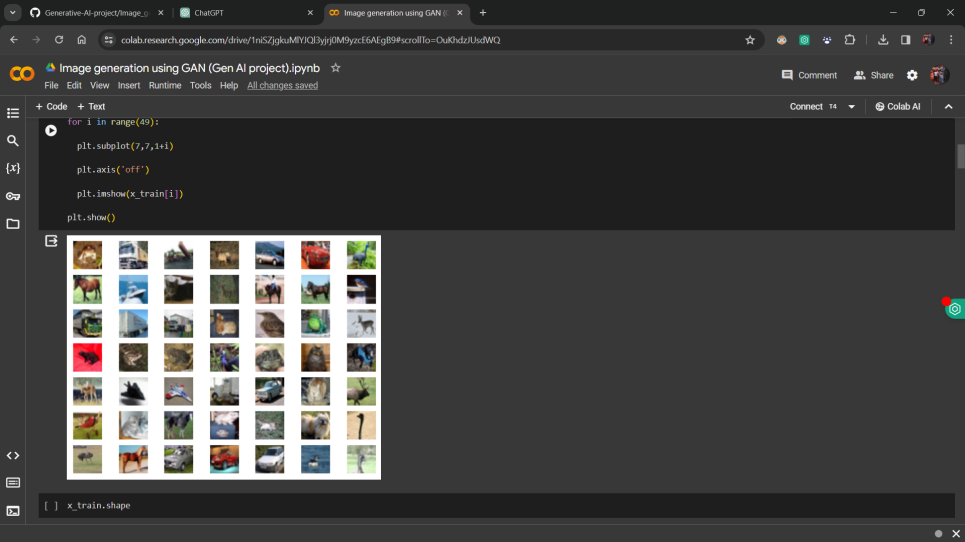 Generative-AI-project/Image_g
ChatGPT
Image generation using GAN (Ge
colab.research.google.com/drive/1niSZjgkuMlYJQl3yjrj0M9yzcE6AEgB9#scrollTo=OuKhdzJUsdWQ
Image generation using GAN (Gen AI project).ipynb
Comment
Share
File Edit View Insert Runtime Tools Help All changes saved
+ Code + Text
Connect T4
Colab AI
for i in range(49):
plt.subplot(7,7,1+i)
plt.axis('off')
plt.imshow(x_train[i])
plt.show()
[ ] x_train.shape